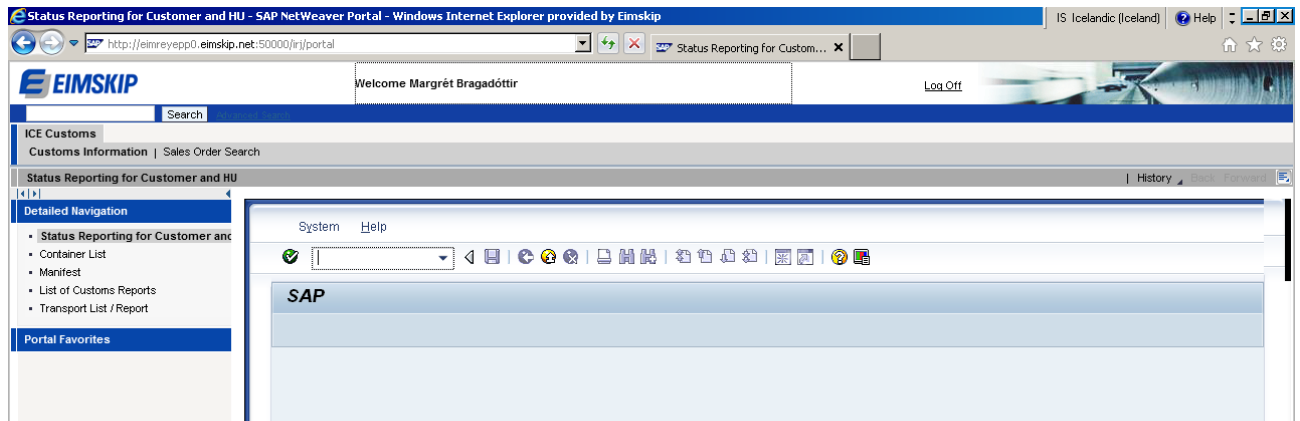 Status Reporting for Customer and HU - SAP NetWeaver Portal - Windows Internet Explorer provided by Eimskip
IS Icelandic (Iceland) Help
http://eimreyepp0.eimskip.net:50000/irj/portal
Status Reporting for Custom...
EIMSKIP
Welcome Margrét Bragadóttir
Log Off
Search Advanced Search
ICE Customs
Customs Information | Sales Order Search
Status Reporting for Customer and HU
| History Back Forward
Detailed Navigation
Status Reporting for Customer and
Container List
Manifest
List of Customs Reports
Transport List / Report
Portal Favorites
System Help
SAP